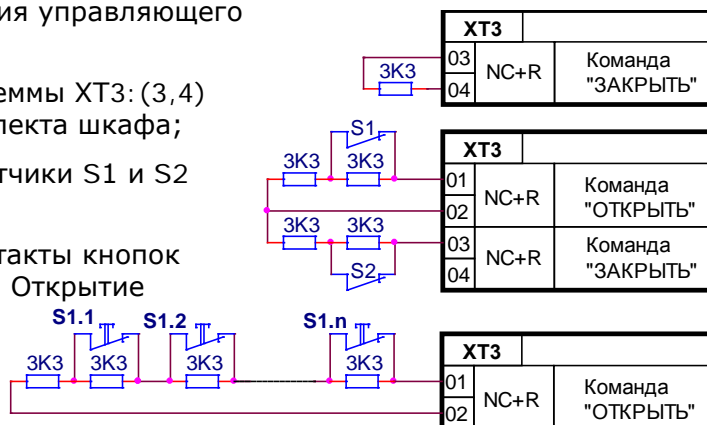 ия управляющего
еммы XT3:(3,4)
лекта шкафа;
тчики S1 и S2
такты кнопок
Открытие
XT3
03
04
NC+R
Команда
"ЗАКРЫТЬ"
3K3
XT3
01
02
NC+R
Команда
"ОТКРЫТЬ"
03
04
NC+R
Команда
"ЗАКРЫТЬ"
S1
3K3 3K3
3K3 3K3
S2
S1.1 S1.2 S1.n
3K3 3K3 3K3 3K3
XT3
01
02
NC+R
Команда
"ОТКРЫТЬ"